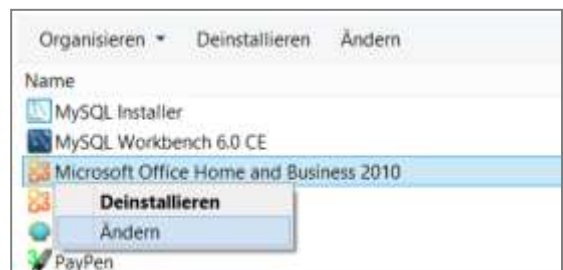 Organisieren Deinstallieren Ändern
Name
MySQL Installer
MySQL Workbench 6.0 CE
Microsoft Office Home and Business 2010
Deinstallieren
Ändern
PayPen